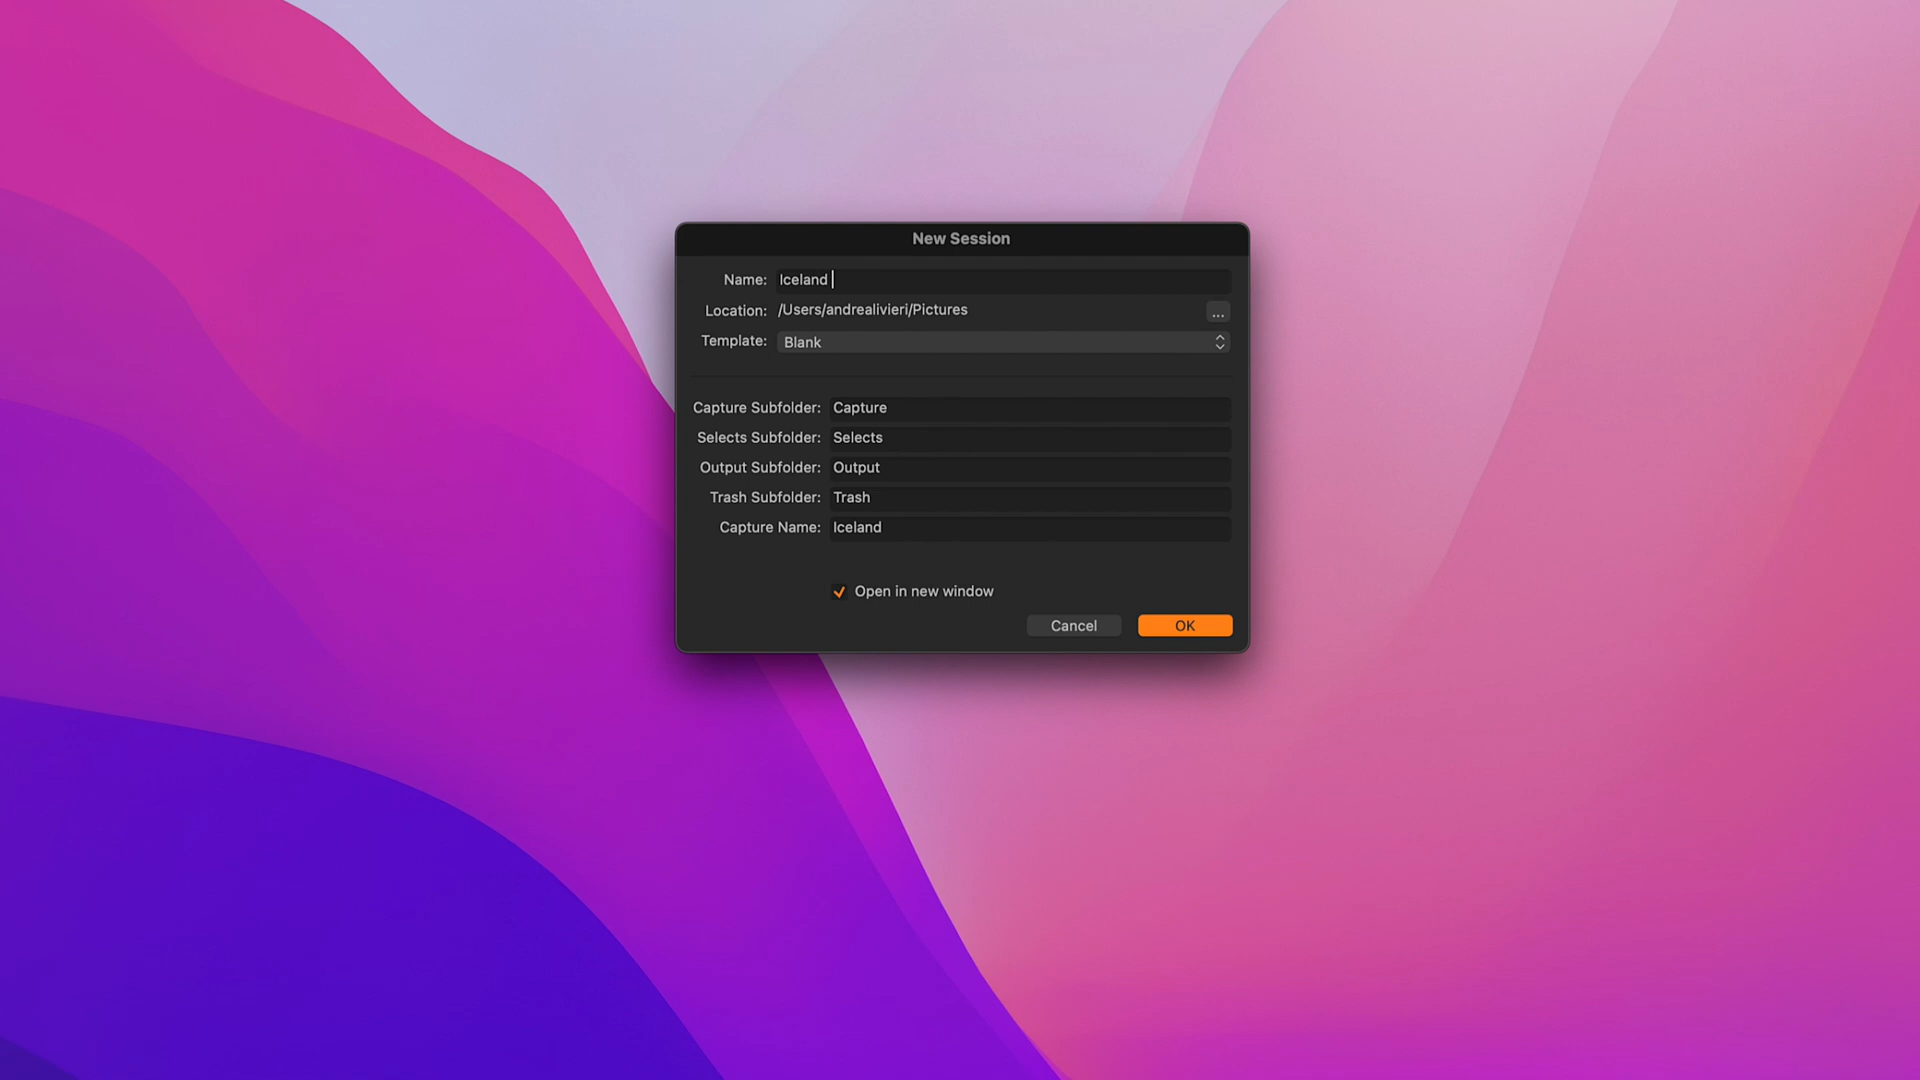 New Session
Name: Iceland
Location: /Users/andrealivieri/Pictures ...
Template: Blank
Capture Subfolder: Capture
Selects Subfolder: Selects
Output Subfolder: Output
Trash Subfolder: Trash
Capture Name: Iceland
Open in new window
Cancel OK